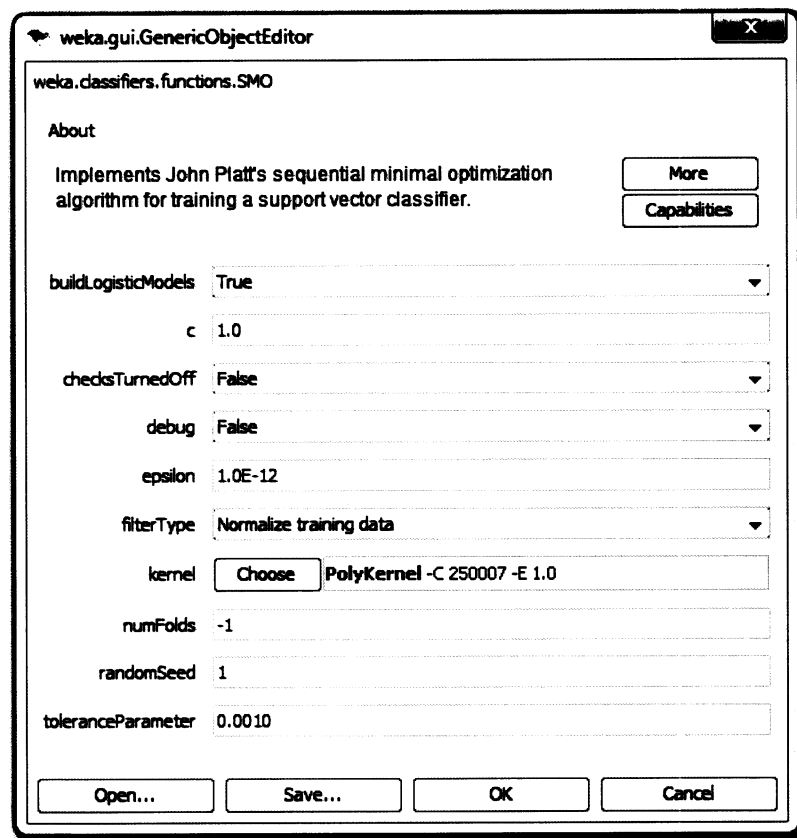 weka.gui.GenericObjectEditor
X
weka.classifiers.functions.SMO
About
Implements John Platt's sequential minimal optimization
algorithm for training a support vector classifier.
More
Capabilities
buildLogisticModels True
c 1.0
checksTurnedOff False
debug False
epsilon 1.0E-12
filterType Normalize training data
kernel Choose PolyKernel -C 250007 -E 1.0
numFolds -1
randomSeed 1
toleranceParameter 0.0010
Open... Save... OK Cancel